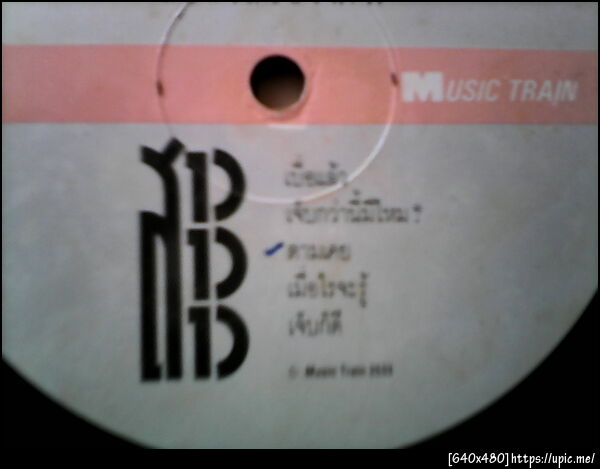 MUSIC TRAIN
เบื่อแล้ว
เจ็บกว่านี้มีไหม ?
ตามเคย
เมื่อไรจะรู้
เจ็บก็ดี
Music Train
[640x480]https://upic.me/